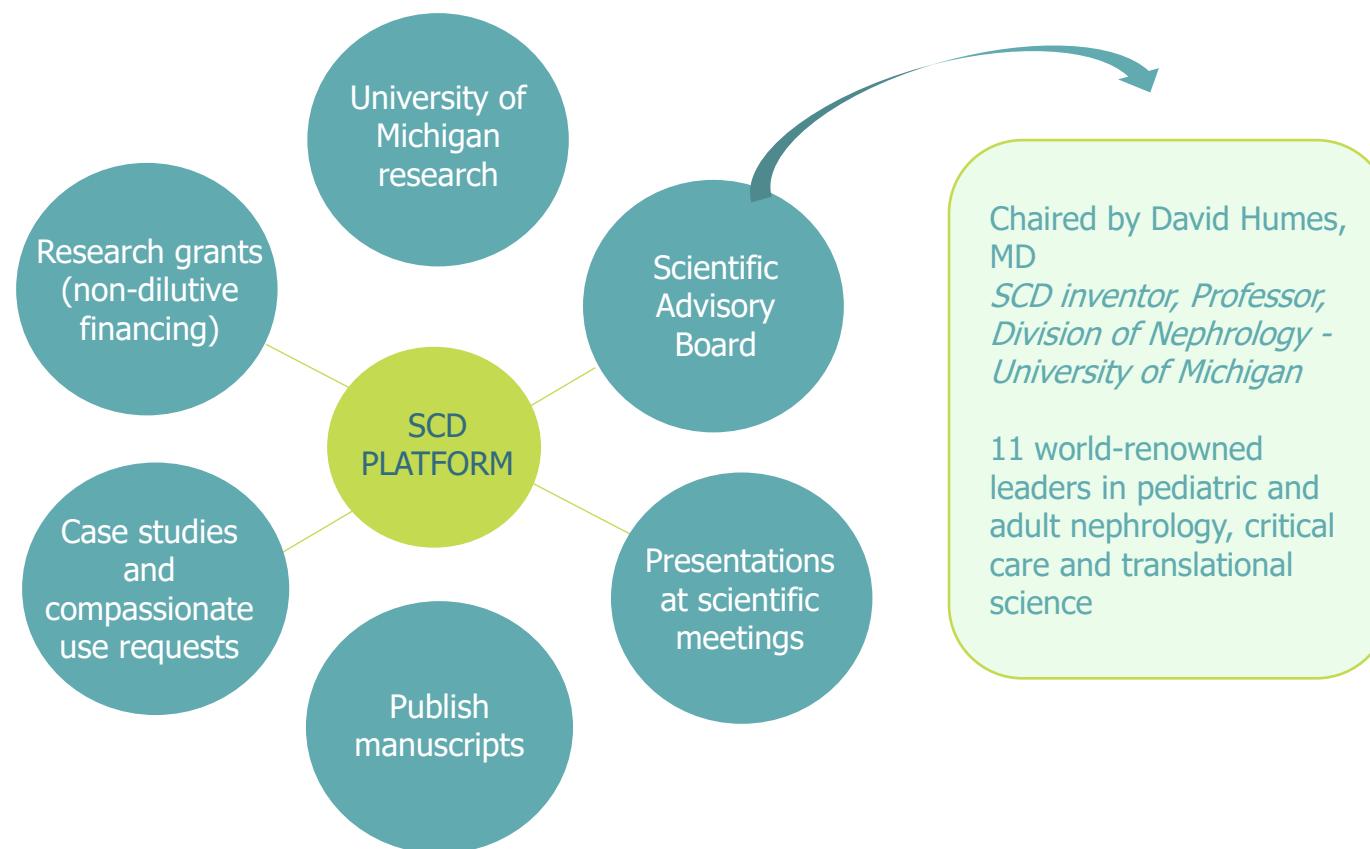 University of
Michigan
research
Research grants
(non-dilutive
financing)
Scientific
Advisory
Board
SCD
PLATFORM
Case studies
and
compassionate
use requests
Presentations
at scientific
meetings
Publish
manuscripts
Chaired by David Humes,
MD
SCD inventor, Professor,
Division of Nephrology -
University of Michigan
11 world-renowned
leaders in pediatric and
adult nephrology, critical
care and translational
science